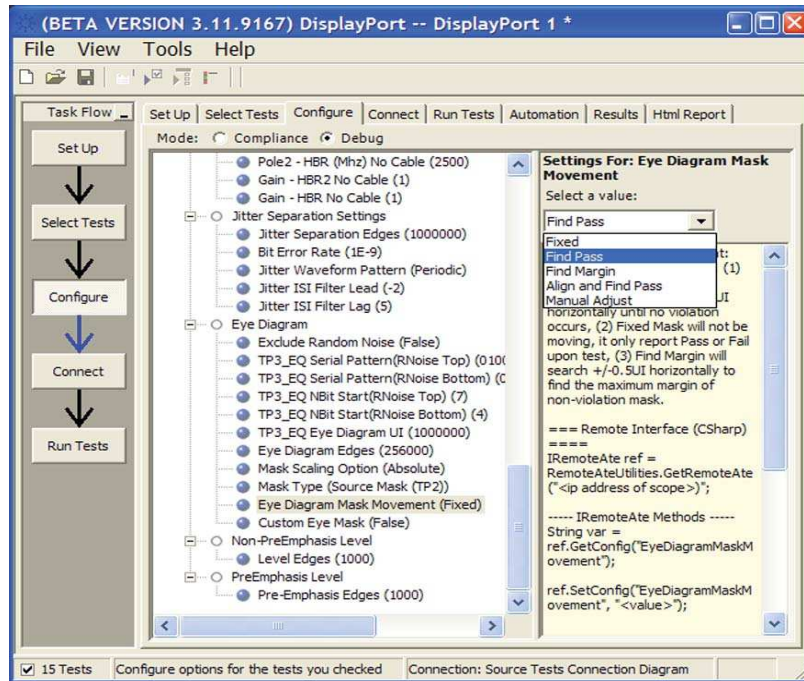 (BETA VERSION 3.11.9167) DisplayPort -- DisplayPort 1 *
File View Tools Help
Task Flow
Set Up
Select Tests
Configure
Connect
Run Tests
Set Up Select Tests Configure Connect Run Tests Automation Results Html Report
Mode: Compliance Debug
Pole2 - HBR (Mhz) No Cable (2500)
Gain - HBR2 No Cable (1)
Gain - HBR No Cable (1)
Jitter Separation Settings
Jitter Separation Edges (1000000)
Bit Error Rate (1E-9)
Jitter Waveform Pattern (Periodic)
Jitter ISI Filter Lead (-2)
Jitter ISI Filter Lag (5)
Eye Diagram
Exclude Random Noise (False)
TP3_EQ Serial Pattern(RNoise Top) (010
TP3_EQ Serial Pattern(RNoise Bottom) (
TP3_EQ NBit Start(RNoise Top) (7)
TP3_EQ NBit Start(RNoise Bottom) (4)
TP3_EQ Eye Diagram UI (1000000)
Eye Diagram Edges (256000)
Mask Scaling Option (Absolute)
Mask Type (Source Mask (TP2))
Eye Diagram Mask Movement (Fixed)
Custom Eye Mask (False)
Non-PreEmphasis Level
Level Edges (1000)
PreEmphasis Level
Pre-Emphasis Edges (1000)
Settings For: Eye Diagram Mask
Movement
Select a value:
Find Pass
Fixed
Find Pass
Find Margin
Align and Find Pass
Manual Adjust
t:
(1)
UI
horizontally until no violation
occurs, (2) Fixed Mask will not be
moving, it only report Pass or Fail
upon test, (3) Find Margin will
search +/-0.5UI horizontally to
find the maximum margin of
non-violation mask.
=== Remote Interface (CSharp)
====
IRemoteAte ref =
RemoteAteUtilities.GetRemoteAte
("<ip address of scope>)";
----- IRemoteAte Methods -----
String var =
ref.GetConfig("EyeDiagramMaskM
ovement");
ref.SetConfig("EyeDiagramMaskM
ovement", "<value>");
15 Tests Configure options for the tests you checked Connection: Source Tests Connection Diagram